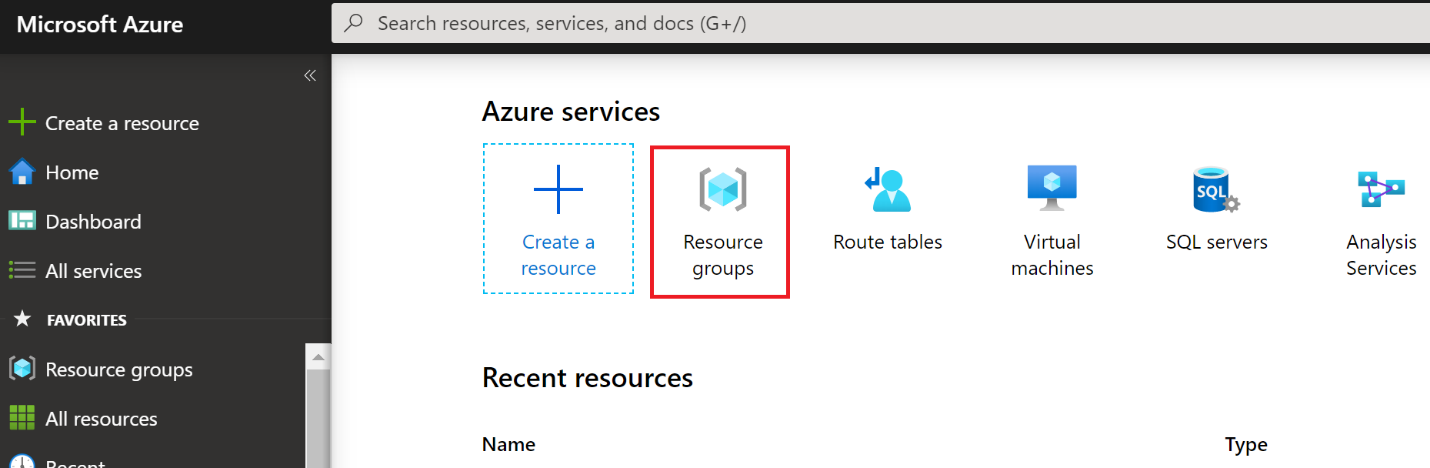 Microsoft Azure
Search resources, services, and docs (G+/)
Create a resource
Home
Dashboard
All services
FAVORITES
Resource groups
All resources
Recent
Azure services
Create a
resource
Resource
groups
Route tables
Virtual
machines
SQL
SQL servers
Analysis
Services
Recent resources
Name
Type